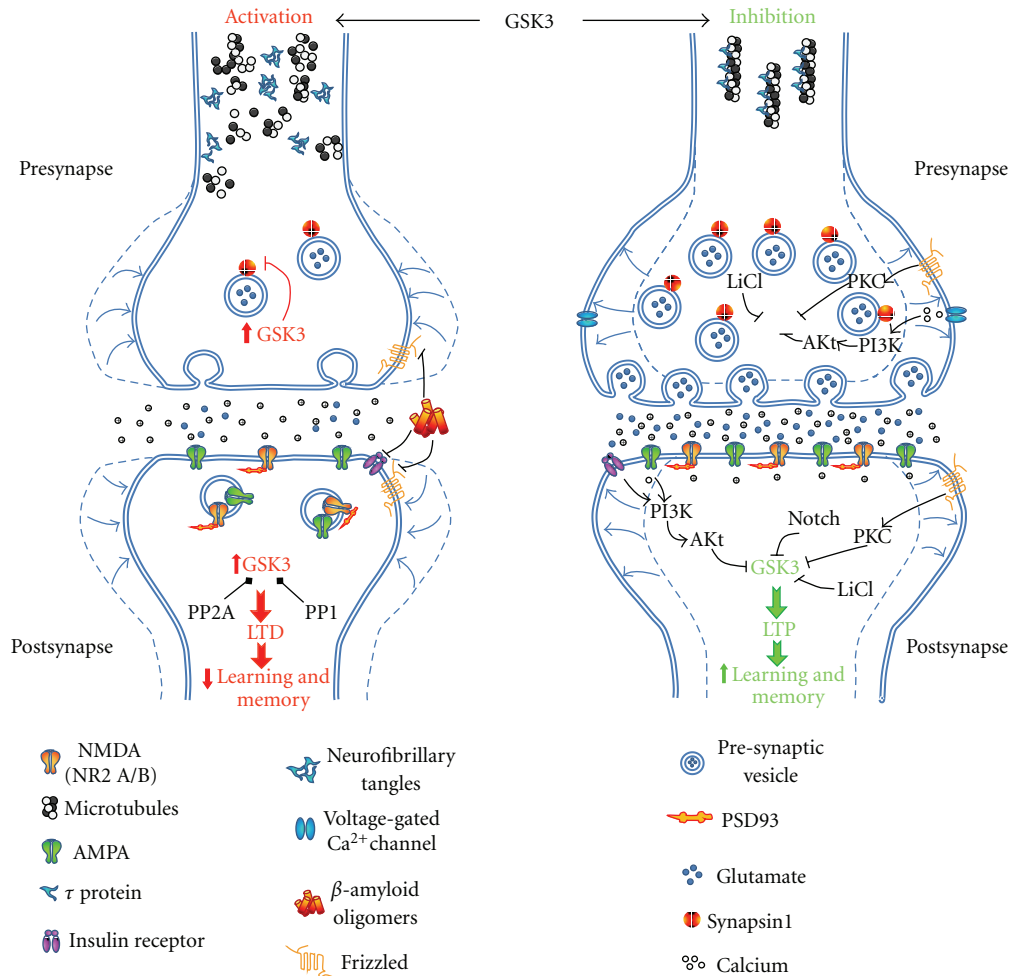 Activation
GSK3
Inhibition
Presynapse
Presynapse
GSK3
LiCl
PKC
AKt
PI3K
GSK3
PP2A
PP1
LTD
Learning and
memory
Postsynapse
PI3K
AKt
Notch
PKC
GSK3
LiCl
LTP
Learning and
memory
Postsynapse
NMDA
(NR2 A/B)
Microtubules
AMPA
τ protein
Insulin receptor
Neurofibrillary
tangles
Voltage-gated
Ca2+ channel
β-amyloid
oligomers
Frizzled
Pre-synaptic
vesicle
PSD93
Glutamate
Synapsin1
Calcium